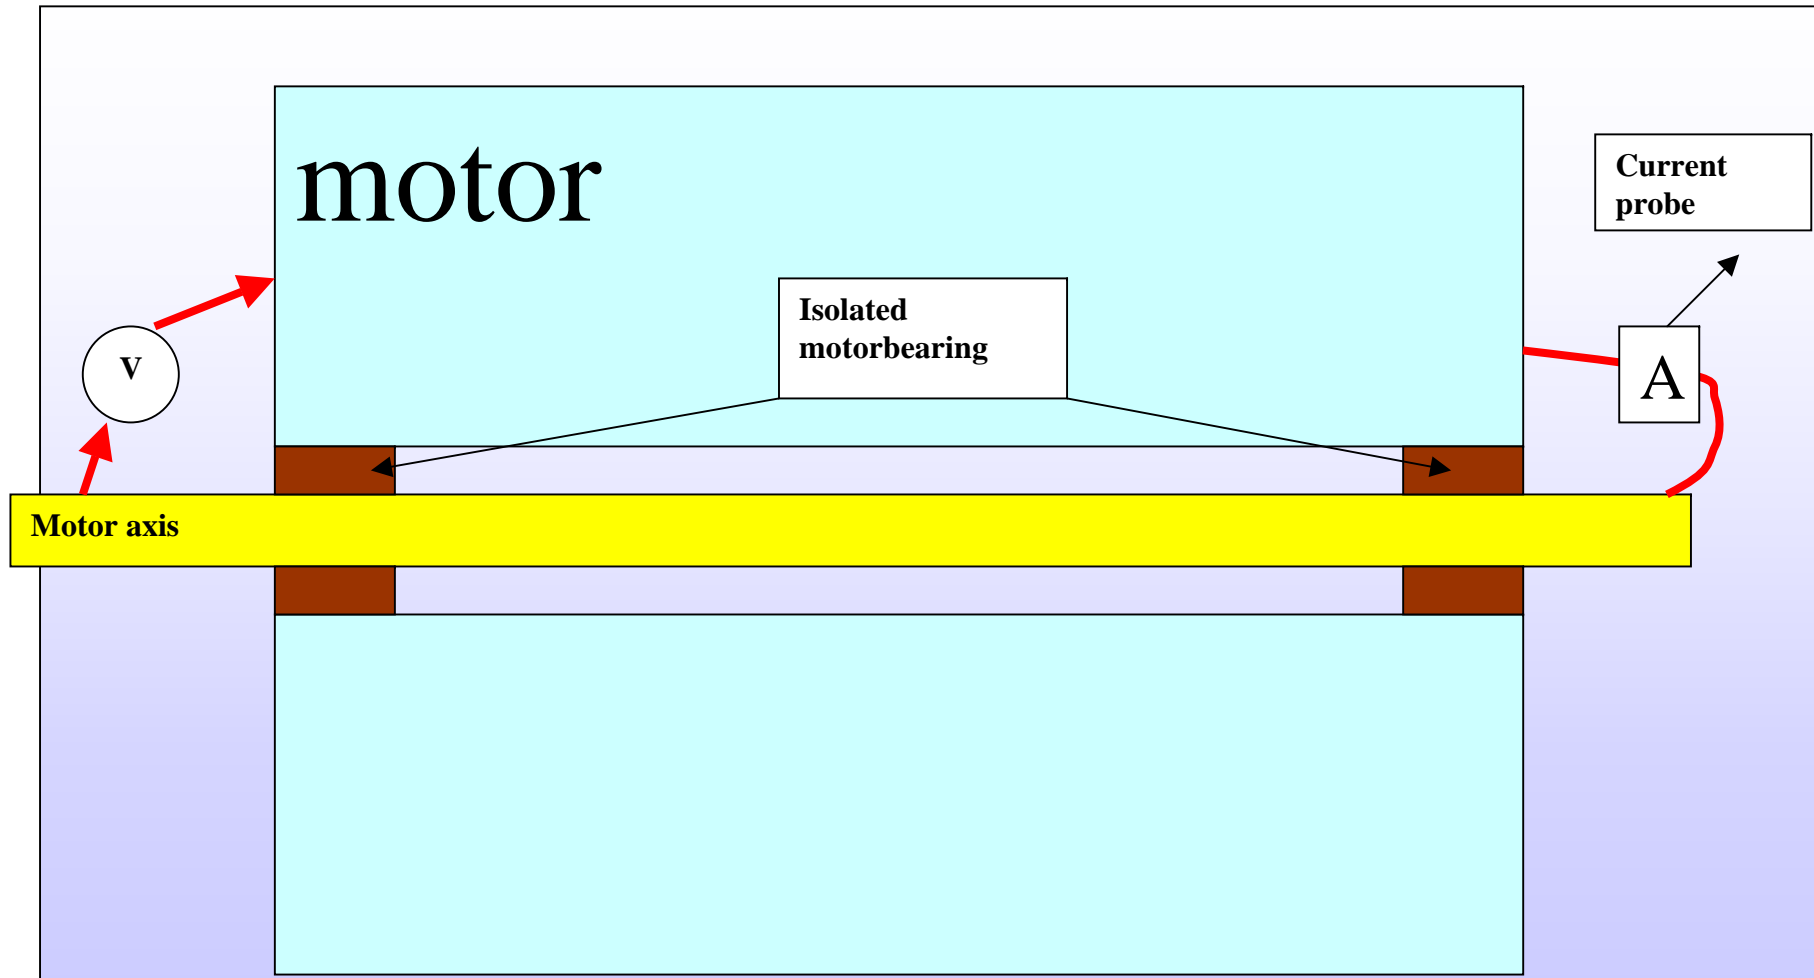 motor
Current
probe
Isolated
motorbearing
V
A
Motor axis